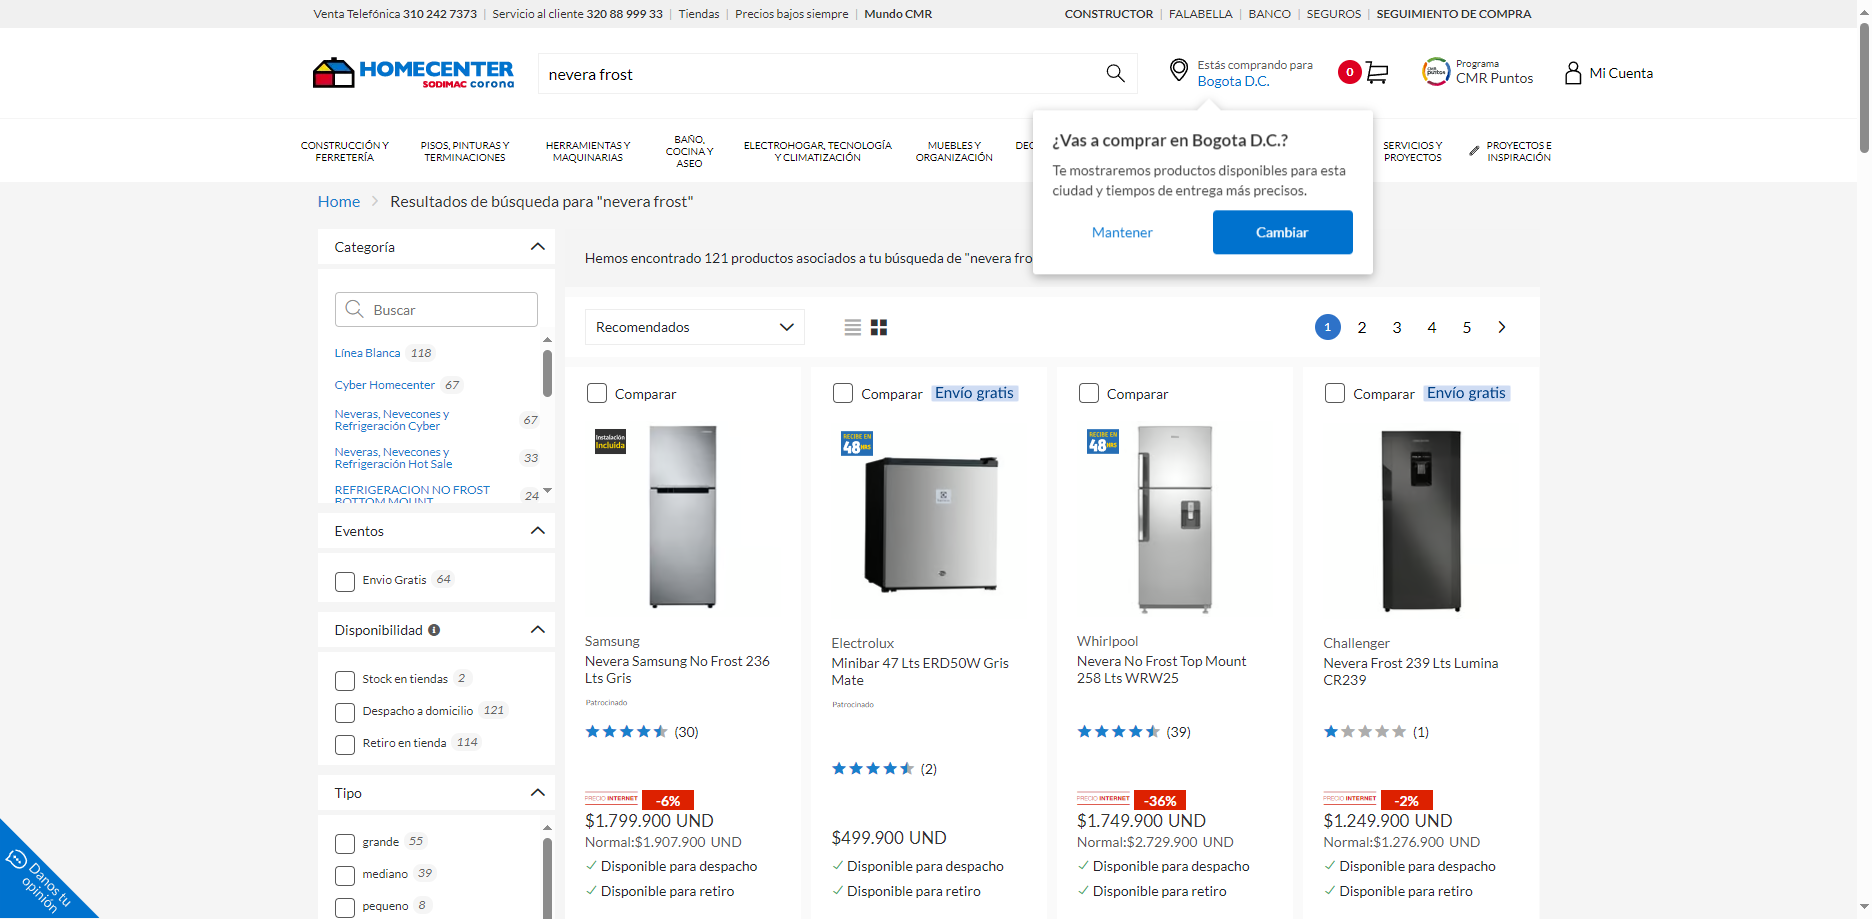 Venta Telefónica 310 242 7373 | Servicio al cliente 320 88 999 33 | Tiendas | Precios bajos siempre | Mundo CMR
CONSTRUCTOR | FALABELLA | BANCO | SEGUROS | SEGUIMIENTO DE COMPRA
HOMECENTER
SODIMAC corona
nevera frost
Estás comprando para
Bogota D.C.
0
CMR puntos
Programa
CMR Puntos
Mi Cuenta
CONSTRUCCIÓN Y
FERRETERÍA
PISOS, PINTURAS Y
TERMINACIONES
HERRAMIENTAS Y
MAQUINARIAS
BAÑO,
COCINA Y
ASEO
ELECTROHOGAR, TECNOLOGÍA
Y CLIMATIZACIÓN
MUEBLES Y
ORGANIZACIÓN
DEC
SERVICIOS Y
PROYECTOS
PROYECTOS E
INSPIRACIÓN
¿Vas a comprar en Bogota D.C.?
Te mostraremos productos disponibles para esta
ciudad y tiempos de entrega más precisos.
Mantener
Cambiar
Home > Resultados de búsqueda para "nevera frost"
Categoría
Buscar
Línea Blanca 118
Cyber Homecenter 67
Neveras, Nevecones y
Refrigeración Cyber 67
Neveras, Nevecones y
Refrigeración Hot Sale 33
REFRIGERACION NO FROST
BOTTOM MOUNT 24
Eventos
Envio Gratis 64
Disponibilidad
Stock en tiendas 2
Despacho a domicilio 121
Retiro en tienda 114
Tipo
grande 55
mediano 39
pequeno 8
Danos tu
opinión
Hemos encontrado 121 productos asociados a tu búsqueda de "nevera fro
Recomendados
1 2 3 4 5
Comparar
Instalación
Incluida
Samsung
Nevera Samsung No Frost 236
Lts Gris
Patrocinado
(30)
PRECIO INTERNET -6%
$1.799.900 UND
Normal:$1.907.900 UND
Disponible para despacho
Disponible para retiro
Comparar Envío gratis
RECIBE EN
48HRS
Electrolux
Minibar 47 Lts ERD50W Gris
Mate
Patrocinado
(2)
$499.900 UND
Disponible para despacho
Disponible para retiro
Comparar
RECIBE EN
48HRS
Whirlpool
Nevera No Frost Top Mount
258 Lts WRW25
(39)
PRECIO INTERNET -36%
$1.749.900 UND
Normal:$2.729.900 UND
Disponible para despacho
Disponible para retiro
Comparar Envío gratis
Challenger
Nevera Frost 239 Lts Lumina
CR239
(1)
PRECIO INTERNET -2%
$1.249.900 UND
Normal:$1.276.900 UND
Disponible para despacho
Disponible para retiro